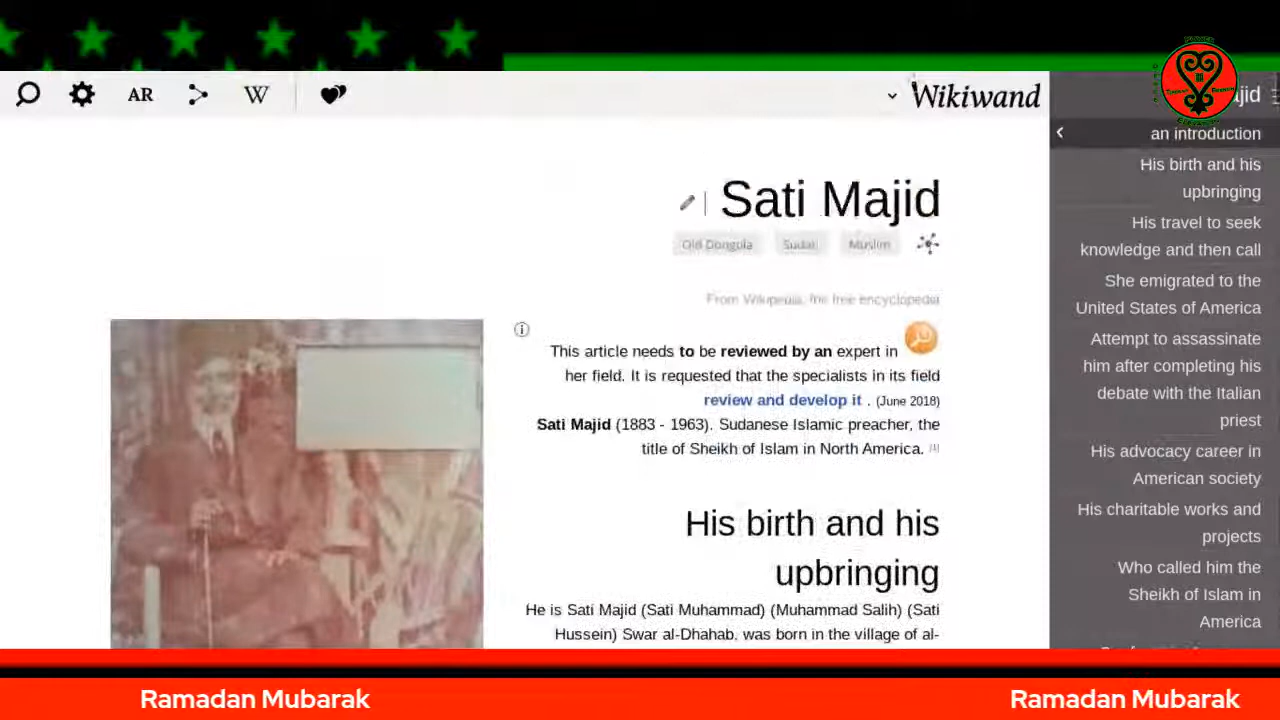 AR
W
Wikiwand
ajid
an introduction
His birth and his
upbringing
His travel to seek
knowledge and then call
She emigrated to the
United States of America
Attempt to assassinate
him after completing his
debate with the Italian
priest
His advocacy career in
American society
His charitable works and
projects
Who called him the
Sheikh of Islam in
America
Sati Majid
Old Dongola
Sudan
Muslim
From Wikipedia, the free encyclopedia
This article needs to be reviewed by an expert in
her field. It is requested that the specialists in its field
review and develop it . (June 2018)
Sati Majid (1883 - 1963). Sudanese Islamic preacher, the
title of Sheikh of Islam in North America. [1]
His birth and his
upbringing
He is Sati Majid (Sati Muhammad) (Muhammad Salih) (Sati
Hussein) Swar al-Dhahab, was born in the village of al-
Ramadan Mubarak
Ramadan Mubarak